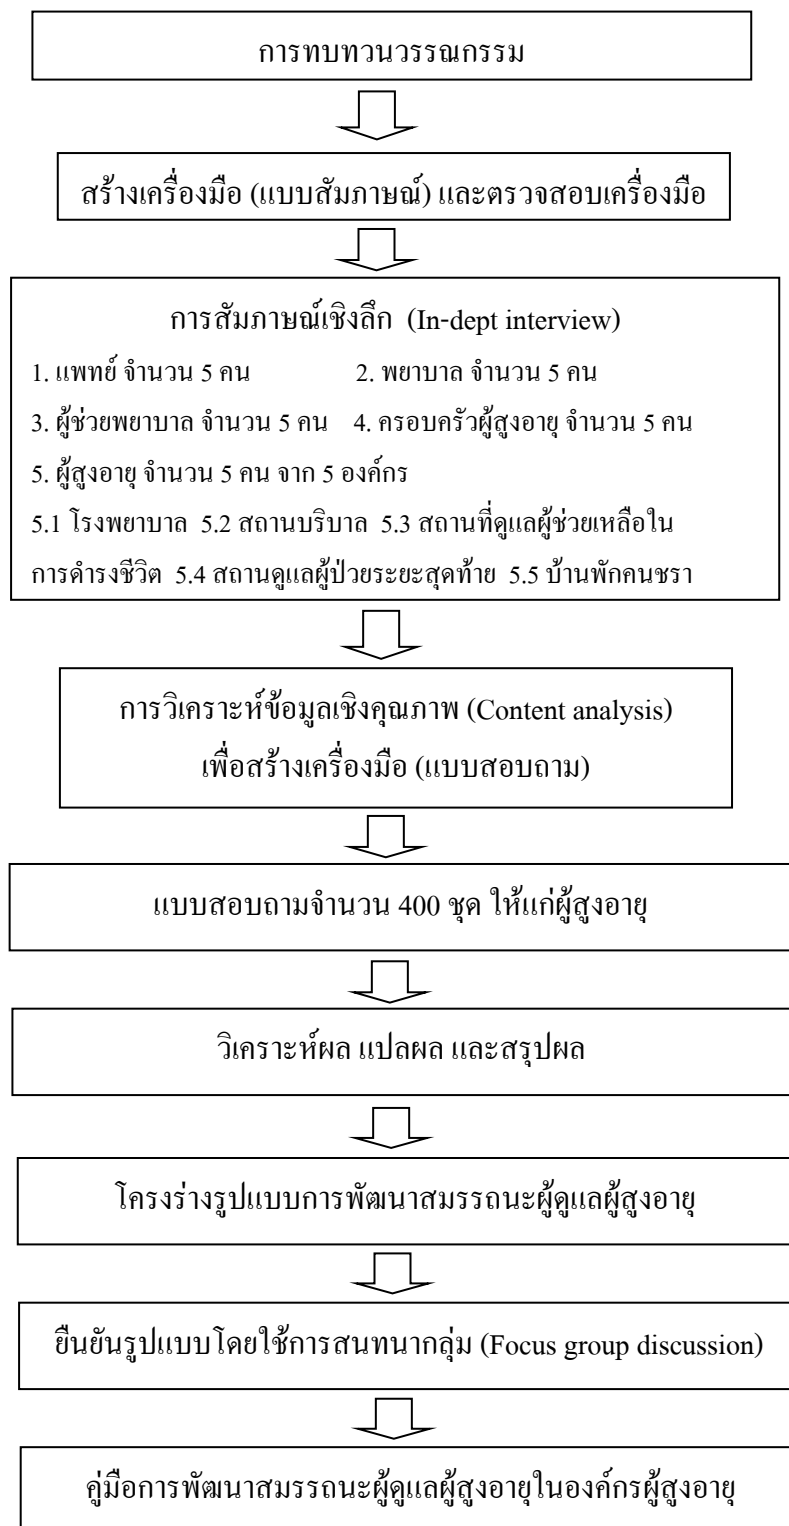 การทบทวนวรรณกรรม
สร้างเครื่องมือ (แบบสัมภาษณ์) และตรวจสอบเครื่องมือ
การสัมภาษณ์เชิงลึก (In-dept interview)
1. แพทย์ จำนวน 5 คน 2. พยาบาล จำนวน 5 คน
3. ผู้ช่วยพยาบาล จำนวน 5 คน 4. ครอบครัวผู้สูงอายุ จำนวน 5 คน
5. ผู้สูงอายุ จำนวน 5 คน จาก 5 องค์กร
5.1 โรงพยาบาล 5.2 สถานบริบาล 5.3 สถานที่ดูแลผู้ช่วยเหลือใน
การดำรงชีวิต 5.4 สถานดูแลผู้ป่วยระยะสุดท้าย 5.5 บ้านพักคนชรา
การวิเคราะห์ข้อมูลเชิงคุณภาพ (Content analysis)
เพื่อสร้างเครื่องมือ (แบบสอบถาม)
แบบสอบถามจำนวน 400 ชุด ให้แก่ผู้สูงอายุ
วิเคราะห์ผล แปลผล และสรุปผล
โครงร่างรูปแบบการพัฒนาสมรรถนะผู้ดูแลผู้สูงอายุ
ยืนยันรูปแบบโดยใช้การสนทนากลุ่ม (Focus group discussion)
คู่มือการพัฒนาสมรรถนะผู้ดูแลผู้สูงอายุในองค์กรผู้สูงอายุ